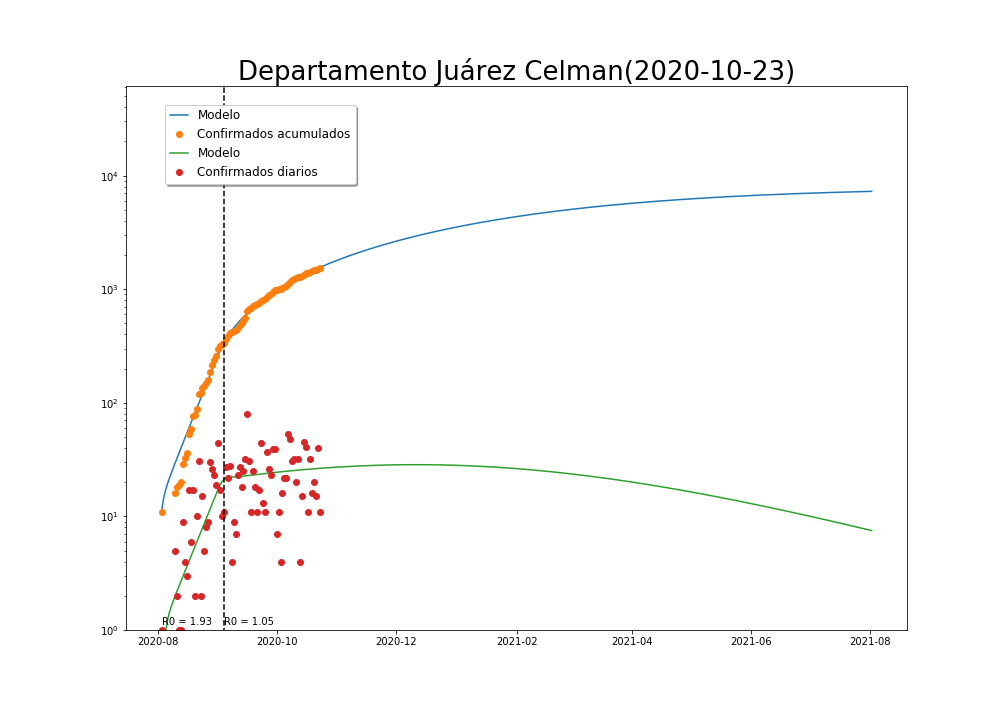 Departamento Juárez Celman(2020-10-23)
Modelo
Confirmados acumulados
Modelo
Confirmados diarios
10⁴
10³
10²
10¹
10⁰
R0 = 1.93
R0 = 1.05
2020-08
2020-10
2020-12
2021-02
2021-04
2021-06
2021-08